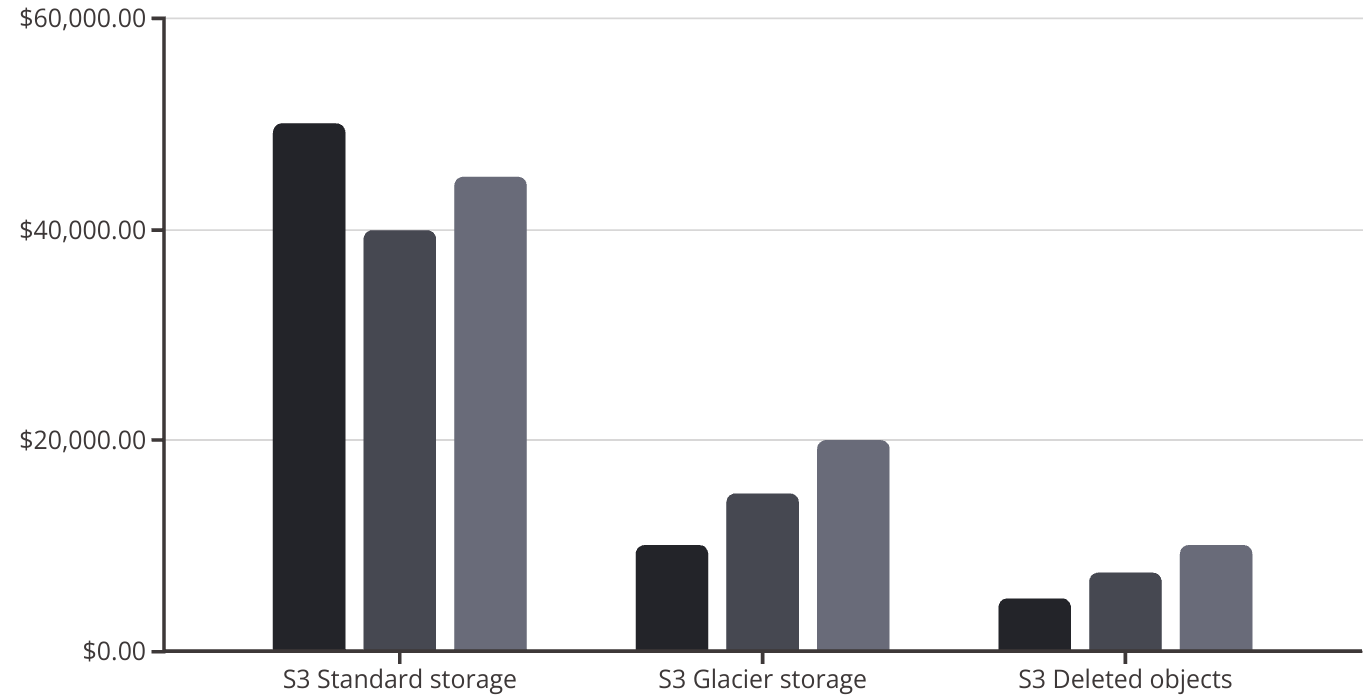 $60,000.00
$40,000.00
$20,000.00
$0.00
S3 Standard storage
S3 Glacier storage
S3 Deleted objects